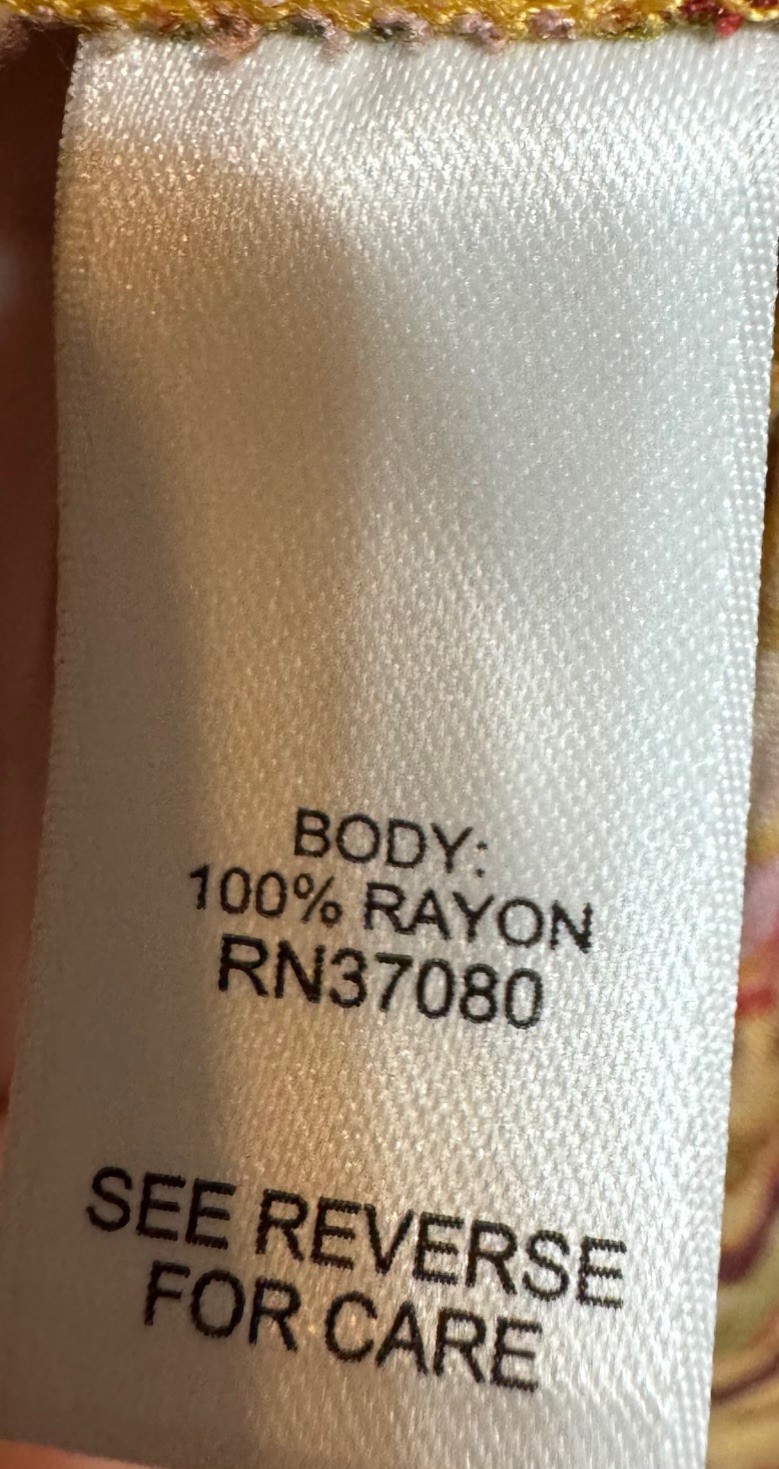 BODY:
100% RAYON
RN37080
SEE REVERSE
FOR CARE